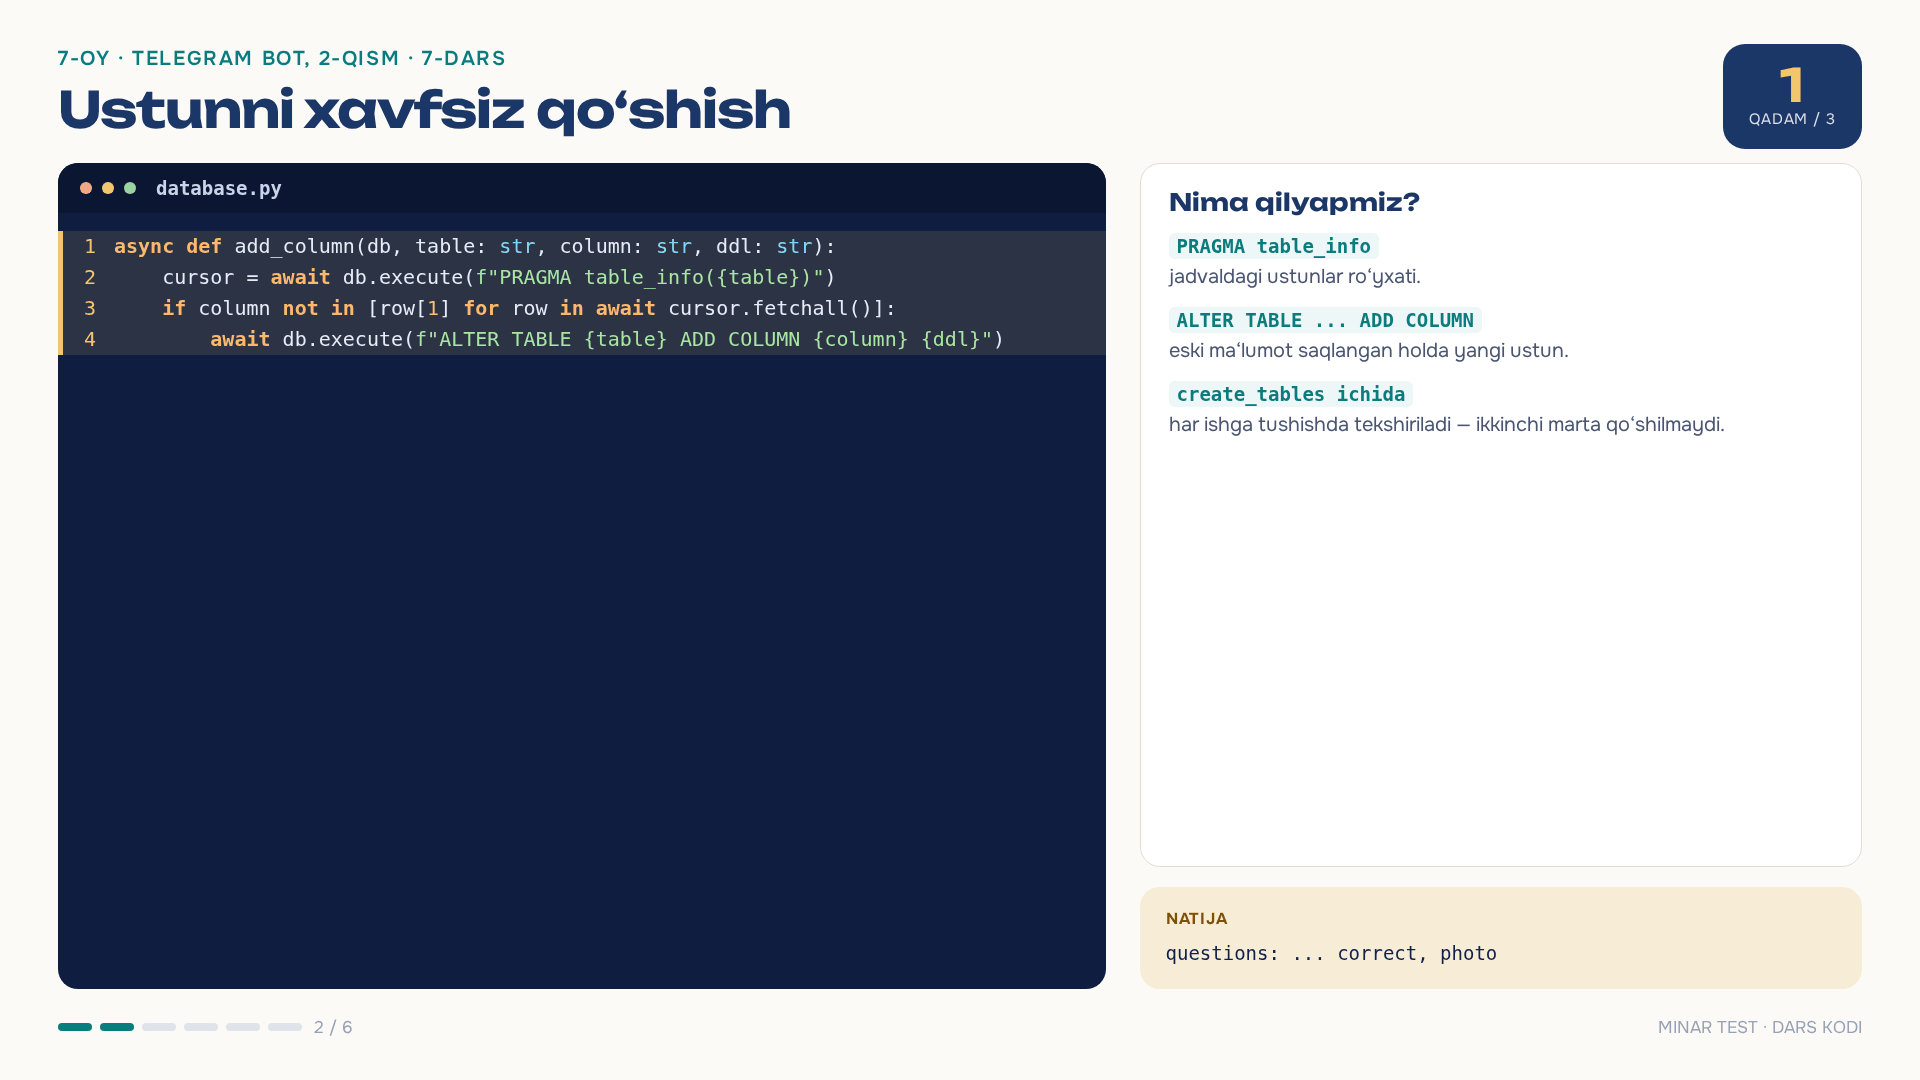 7-OY · TELEGRAM BOT, 2-QISM · 7-DARS
Ustunni xavfsiz qo‘shish
1
QADAM / 3
database.py
1 async def add_column(db, table: str, column: str, ddl: str):
2     cursor = await db.execute(f"PRAGMA table_info({table})")
3     if column not in [row[1] for row in await cursor.fetchall()]:
4         await db.execute(f"ALTER TABLE {table} ADD COLUMN {column} {ddl}")
Nima qilyapmiz?
PRAGMA table_info
jadvaldagi ustunlar ro‘yxati.
ALTER TABLE ... ADD COLUMN
eski ma‘lumot saqlangan holda yangi ustun.
create_tables ichida
har ishga tushishda tekshiriladi — ikkinchi marta qo‘shilmaydi.
NATIJA
questions: ... correct, photo
2 / 6
MINAR TEST · DARS KODI